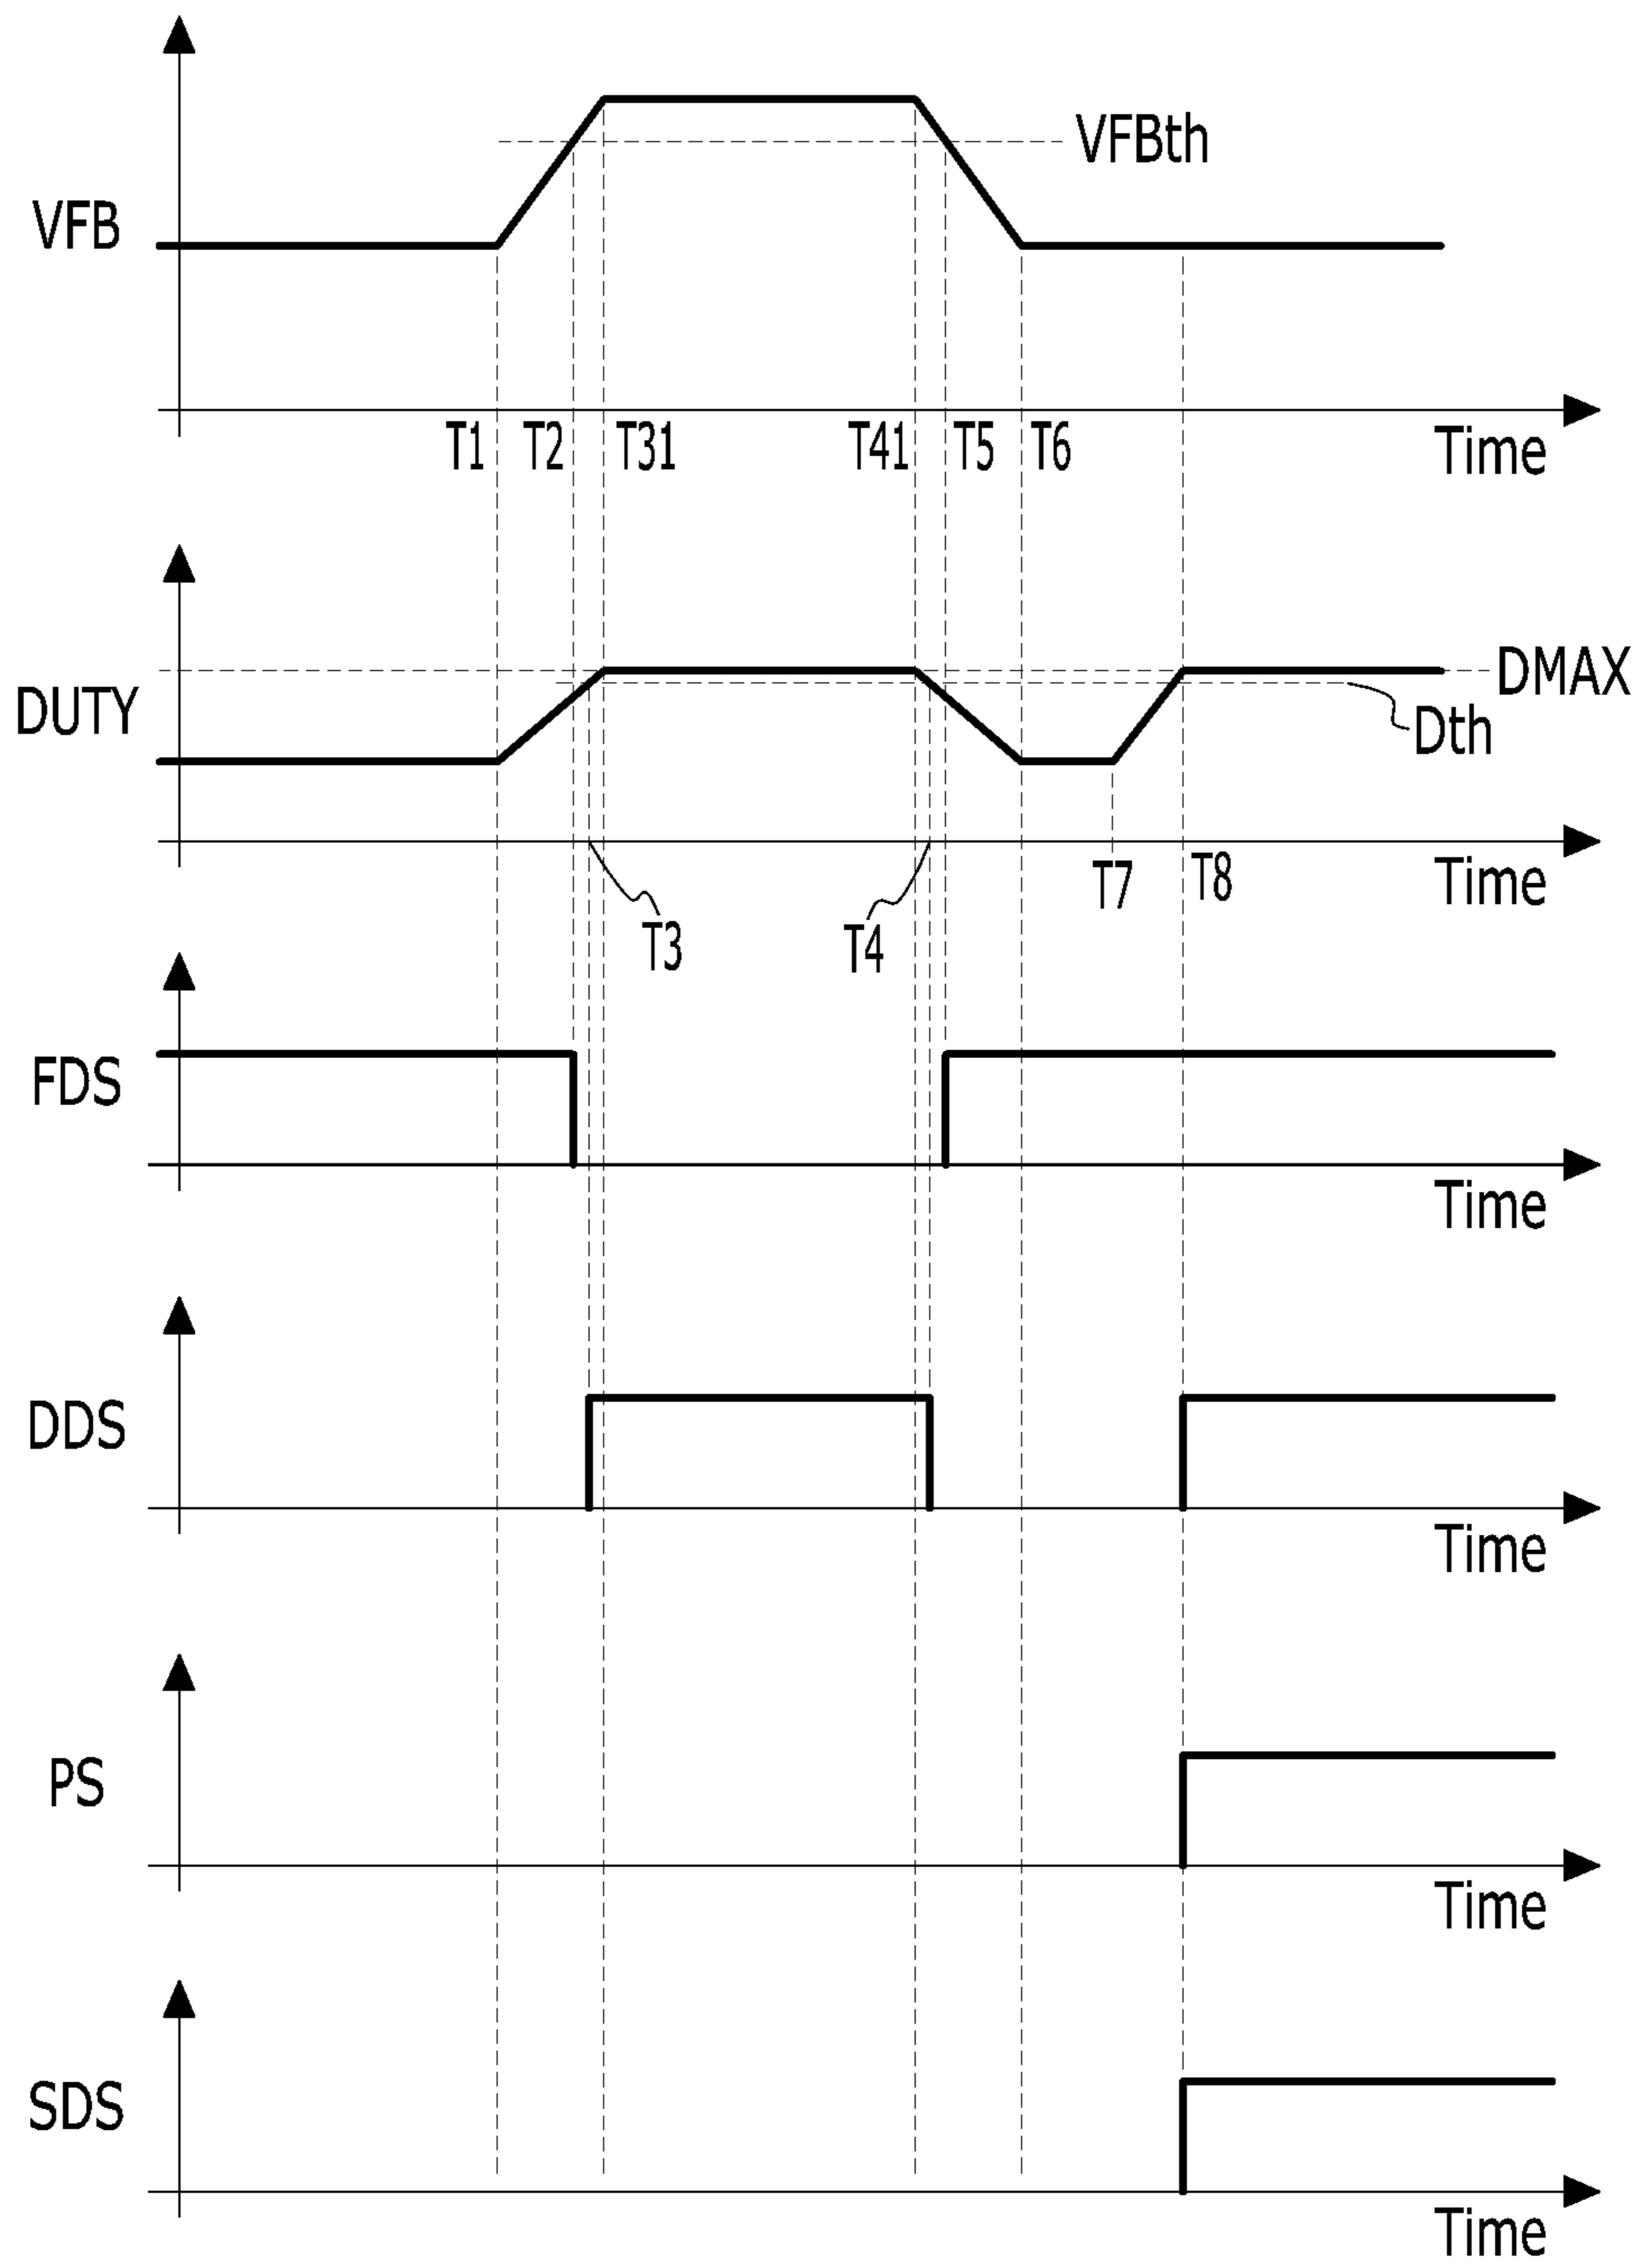 VFBth
VFB
T1 T2 T31 T41 T5 T6 Time
DMAX
DUTY
Dth
T7 T8 Time
T3 T4
FDS
Time
DDS
Time
PS
Time
SDS
Time